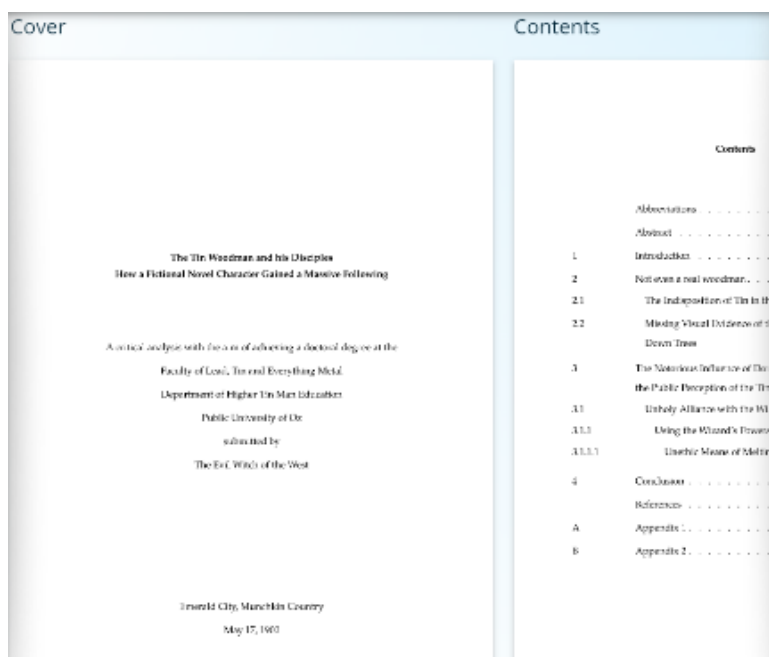 Cover
The Tin Woodman and his Disciples
How a Fictional Novel Character Gained a Massive Following
A critical analysis with the aim of achieving a doctoral degree at the
Faculty of Lead, Tin and Everything Metal
Department of Higher Tin Man Education
Public University of Oz
submitted by
The Evil Witch of the West
Emerald City, Munchkin Country
May 17, 1900
Contents
Contents
Abbreviations . . . . . . .
Abstract . . . . . . . . .
1 Introduction . . . . . . .
2 Not even a real woodman . . .
2.1 The Indisposition of Tin in th
2.2 Missing Visual Evidence of t
Down Trees
3 The Notorious Influence of Do
the Public Perception of the Tin
3.1 Unholy Alliance with the Wi
3.1.1 Using the Wizard's Powers
3.1.1.1 Unethic Means of Meltin
4 Conclusion . . . . . . . .
References . . . . . . . .
A Appendix 1 . . . . . . . .
B Appendix 2 . . . . . . . .